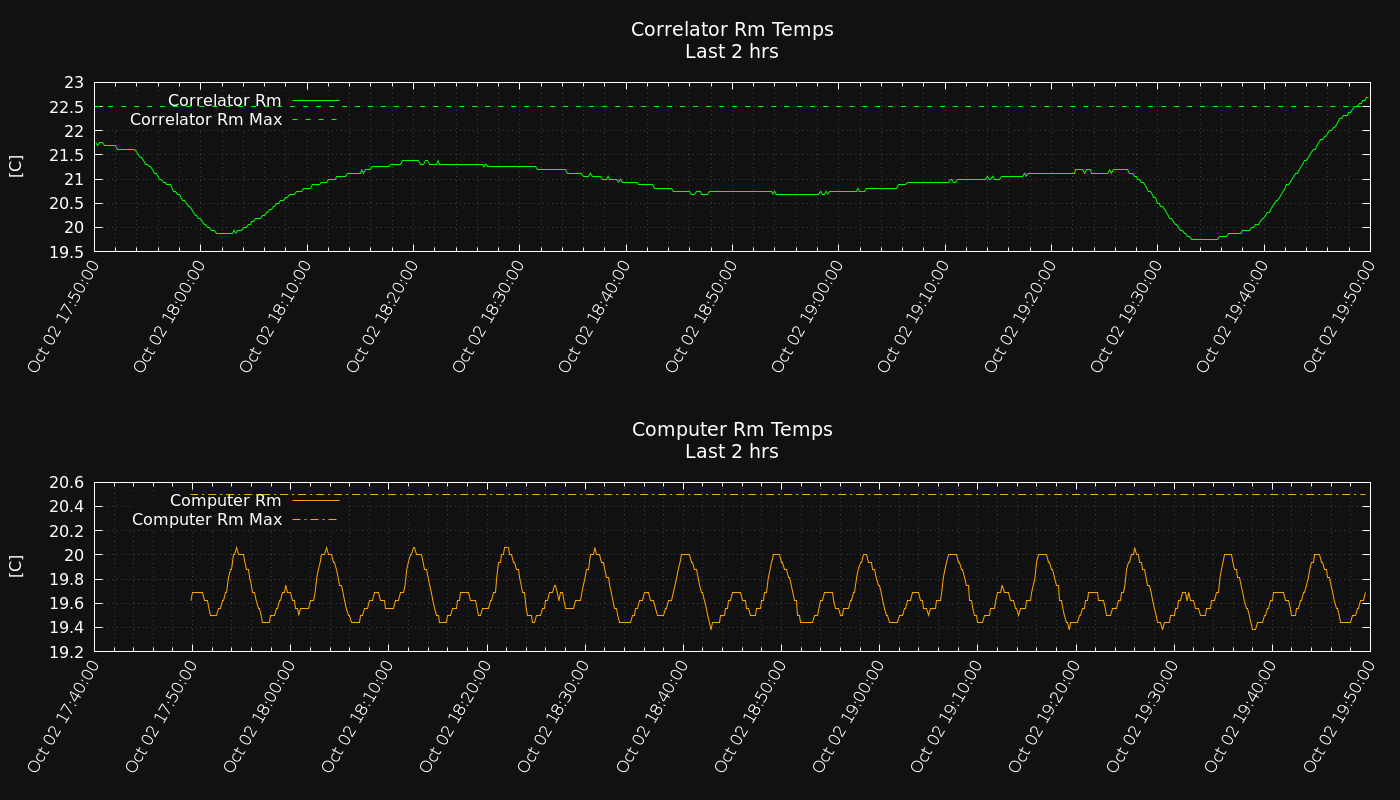 Correlator Rm Temps
Last 2 hrs
23
22.5
22
21.5
21
20.5
20
19.5
[C]
Correlator Rm
Correlator Rm Max
Oct 02 17:50:00
Oct 02 18:00:00
Oct 02 18:10:00
Oct 02 18:20:00
Oct 02 18:30:00
Oct 02 18:40:00
Oct 02 18:50:00
Oct 02 19:00:00
Oct 02 19:10:00
Oct 02 19:20:00
Oct 02 19:30:00
Oct 02 19:40:00
Oct 02 19:50:00
Computer Rm Temps
Last 2 hrs
20.6
20.4
20.2
20
19.8
19.6
19.4
19.2
[C]
Computer Rm
Computer Rm Max
Oct 02 17:40:00
Oct 02 17:50:00
Oct 02 18:00:00
Oct 02 18:10:00
Oct 02 18:20:00
Oct 02 18:30:00
Oct 02 18:40:00
Oct 02 18:50:00
Oct 02 19:00:00
Oct 02 19:10:00
Oct 02 19:20:00
Oct 02 19:30:00
Oct 02 19:40:00
Oct 02 19:50:00